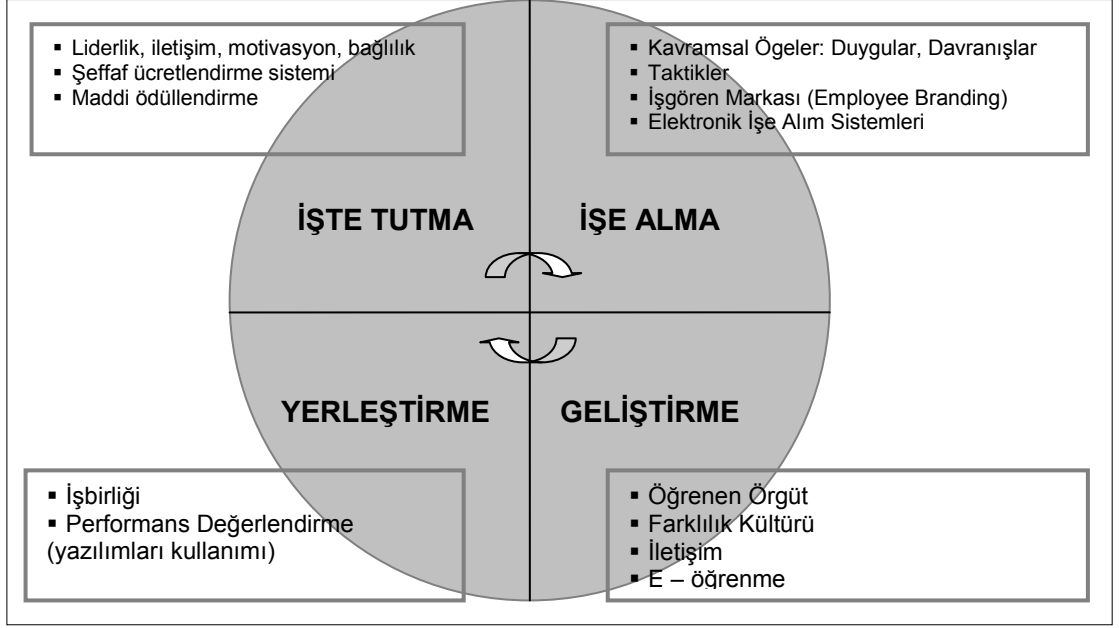 ▪ Liderlik, iletişim, motivasyon, bağlılık
▪ Şeffaf ücretlendirme sistemi
▪ Maddi ödüllendirme
▪ Kavramsal Ögeler: Duygular, Davranışlar
▪ Taktikler
▪ İşgören Markası (Employee Branding)
▪ Elektronik İşe Alım Sistemleri
İŞTE TUTMA
İŞE ALMA
YERLEŞTİRME
GELİŞTİRME
▪ İşbirliği
▪ Performans Değerlendirme
(yazılımları kullanımı)
▪ Öğrenen Örgüt
▪ Farklılık Kültürü
▪ İletişim
▪ E – öğrenme